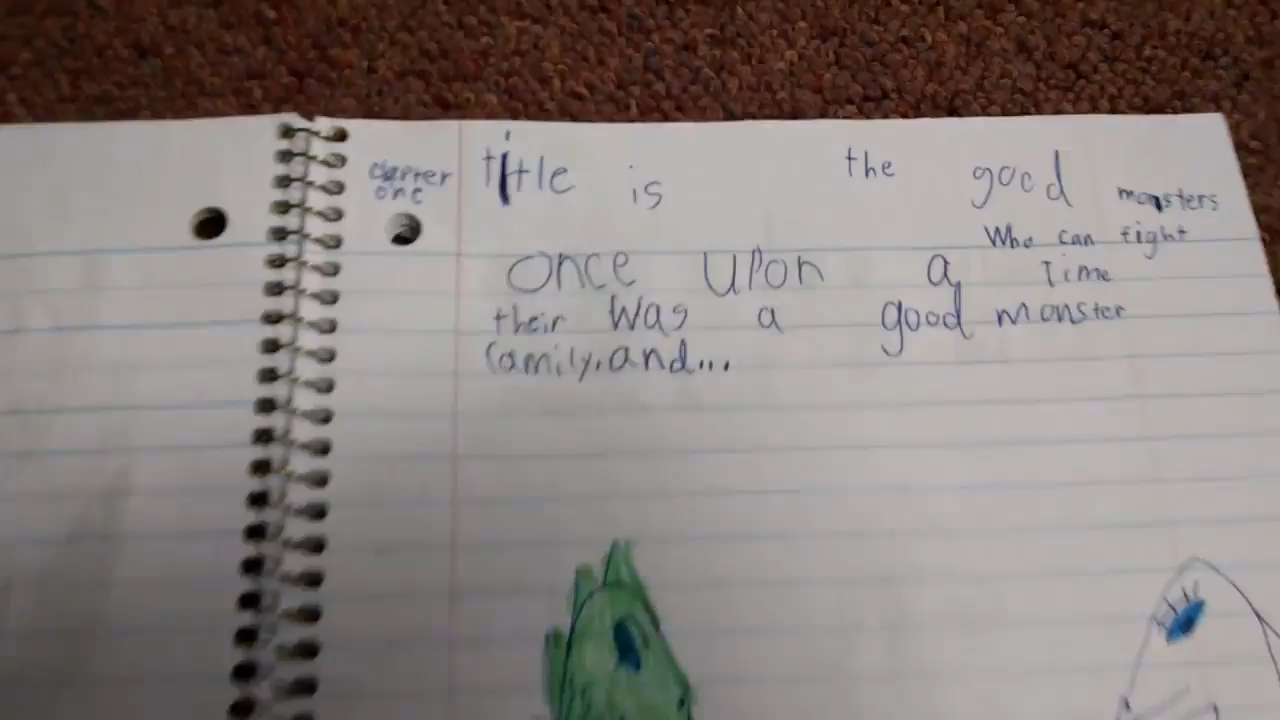 chapter
one
title is the good monsters
Who can fight
Once upon a Time
their was a good monster
family, and...